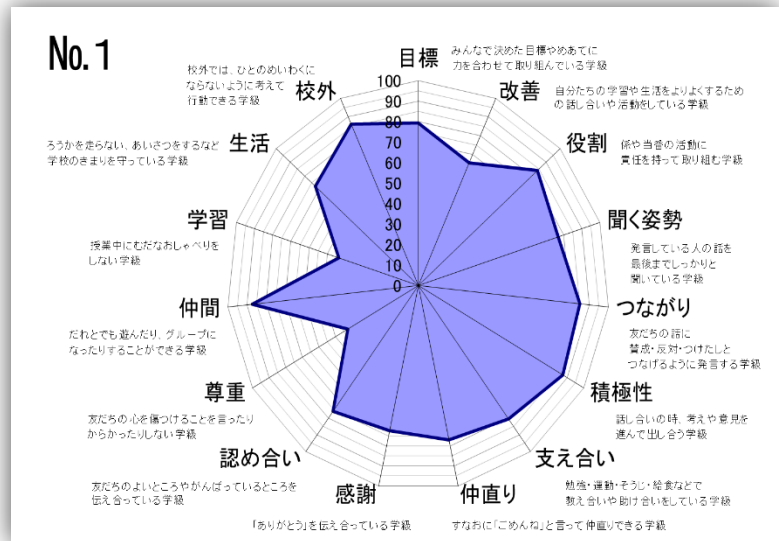 No.1
目標
みんなで決めた目標やめあてに
力を合わせて取り組んでいる学級
改善
自分たちの学習や生活をよりよくするため
の話し合いや活動をしている学級
役割
係や当番の活動に
責任を持って取り組む学級
聞く姿勢
発言している人の話を
最後までしっかりと
聞いている学級
つながり
友だちの話に
賛成・反対・つけたしと
つなげるように発言する学級
積極性
話し合いの時、考えや意見を
進んで出し合う学級
支え合い
勉強・運動・そうじ・給食などで
教え合いや助け合いをしている学級
仲直り
すなおに「ごめんね」と言って仲直りできる学級
感謝
「ありがとう」を伝え合っている学級
認め合い
友だちのよいところやがんばっているところを
伝え合っている学級
尊重
友だちの心を傷つけることを言ったり
からかったりしない学級
仲間
だれとでも遊んだり、グループに
なったりすることができる学級
学習
授業中にむだなおしゃべりを
しない学級
生活
ろうかを走らない、あいさつをするなど
学校のきまりを守っている学級
校外
校外では、ひとのめいわくに
ならないように考えて
行動できる学級
100
90
80
70
60
50
40
30
20
10
0